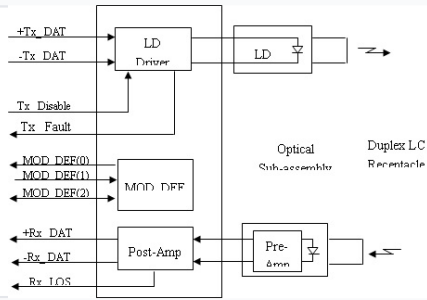 +Tx_DAT
-Tx_DAT
LD
Driver
LD
Tx_Disable
Tx_Fault
Optical
Sub-assembly
Duplex LC
Receptacle
MOD_DEF(0)
MOD_DEF(1)
MOD_DEF(2)
MOD_DEF
+Rx_DAT
-Rx_DAT
Post-Amp
Pre-
Amp
Rx_LOS